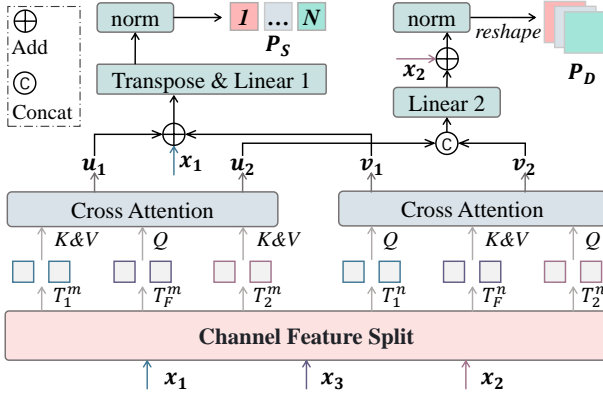 norm
1 ... N
P_S
norm
reshape
P_D
Add
C
Concat
x_2
Transpose & Linear 1
Linear 2
C
u_1
x_1
u_2
v_1
v_2
Cross Attention
Cross Attention
K&V
Q
K&V
Q
K&V
Q
T_1^m
T_F^m
T_2^m
T_1^n
T_F^n
T_2^n
Channel Feature Split
x_1
x_3
x_2